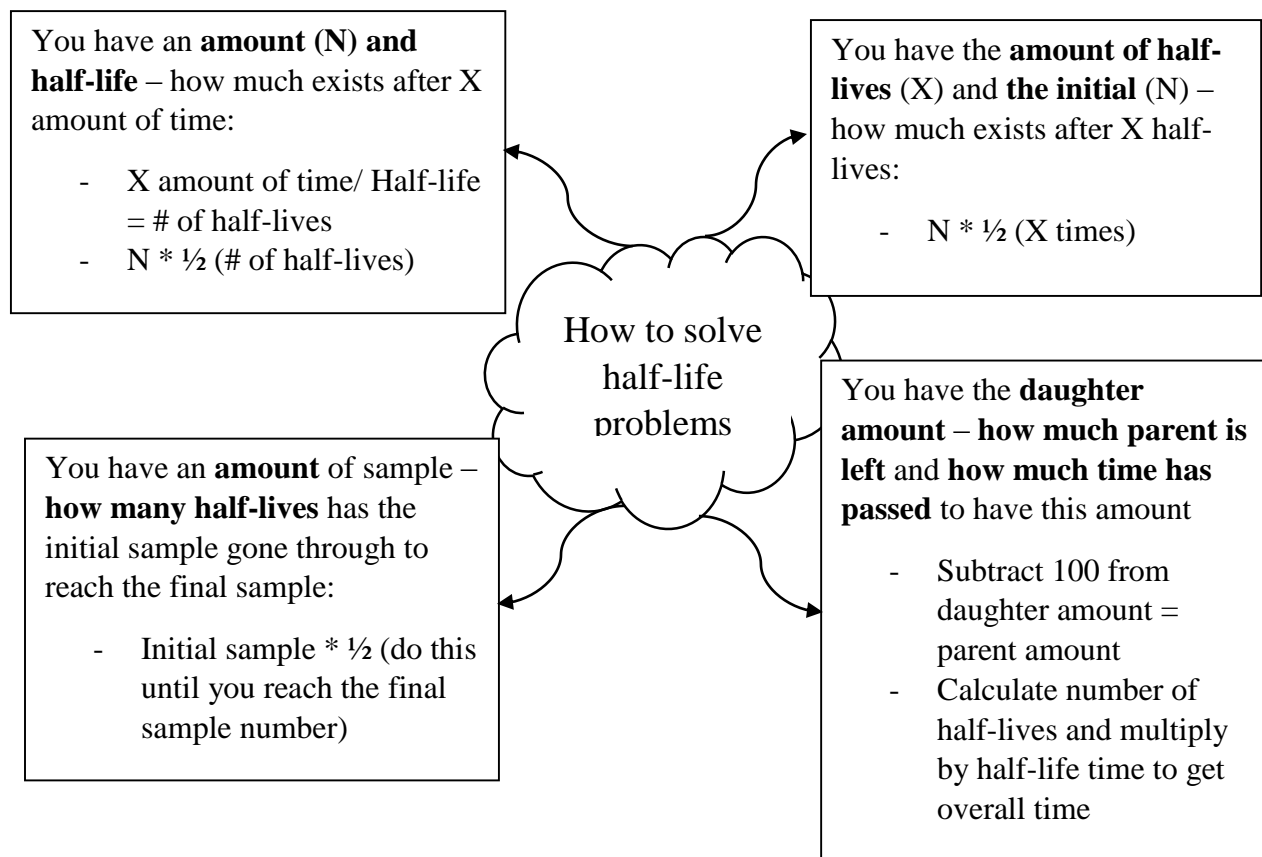 You have an amount (N) and
half-life – how much exists after X
amount of time:
- X amount of time/ Half-life
= # of half-lives
- N * ½ (# of half-lives)
You have the amount of half-
lives (X) and the initial (N) –
how much exists after X half-
lives:
- N * ½ (X times)
How to solve
half-life
problems
You have an amount of sample –
how many half-lives has the
initial sample gone through to
reach the final sample:
- Initial sample * ½ (do this
until you reach the final
sample number)
You have the daughter
amount – how much parent is
left and how much time has
passed to have this amount
- Subtract 100 from
daughter amount =
parent amount
- Calculate number of
half-lives and multiply
by half-life time to get
overall time